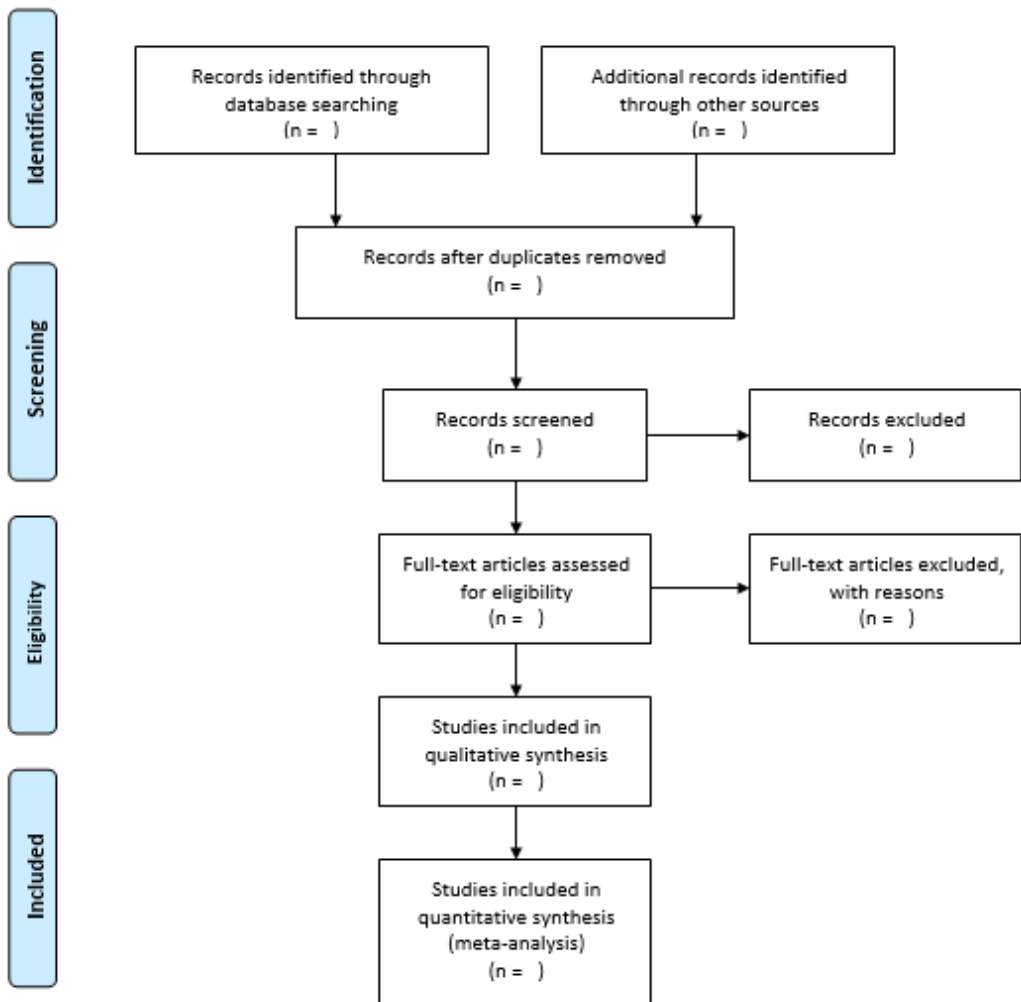 Identification
Records identified through
database searching
(n =   )
Additional records identified
through other sources
(n =   )
Records after duplicates removed
(n =   )
Screening
Records screened
(n =   )
Records excluded
(n =   )
Eligibility
Full-text articles assessed
for eligibility
(n =   )
Full-text articles excluded,
with reasons
(n =   )
Studies included in
qualitative synthesis
(n =   )
Included
Studies included in
quantitative synthesis
(meta-analysis)
(n =   )